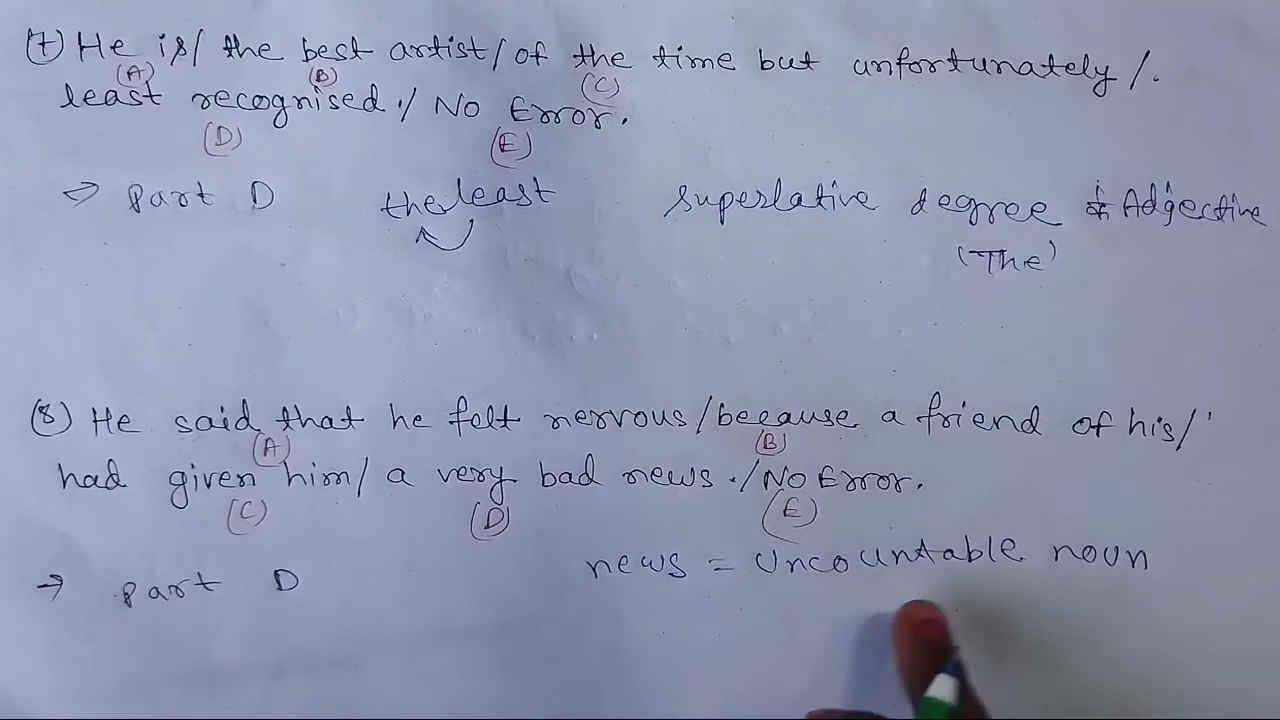 (7) He is/ the best artist/ of the time but unfortunately/.
(A) (B) (C)
least recognised./ No Error.
(D) (E)
⇒ Part D the least Superlative degree of Adjective
(The)
(8) He said that he felt nervous/because a friend of his/'
(A) (B)
had given him/ a very bad news ./No Error.
(C) (D) (E)
news = Uncountable noun
→ Part D